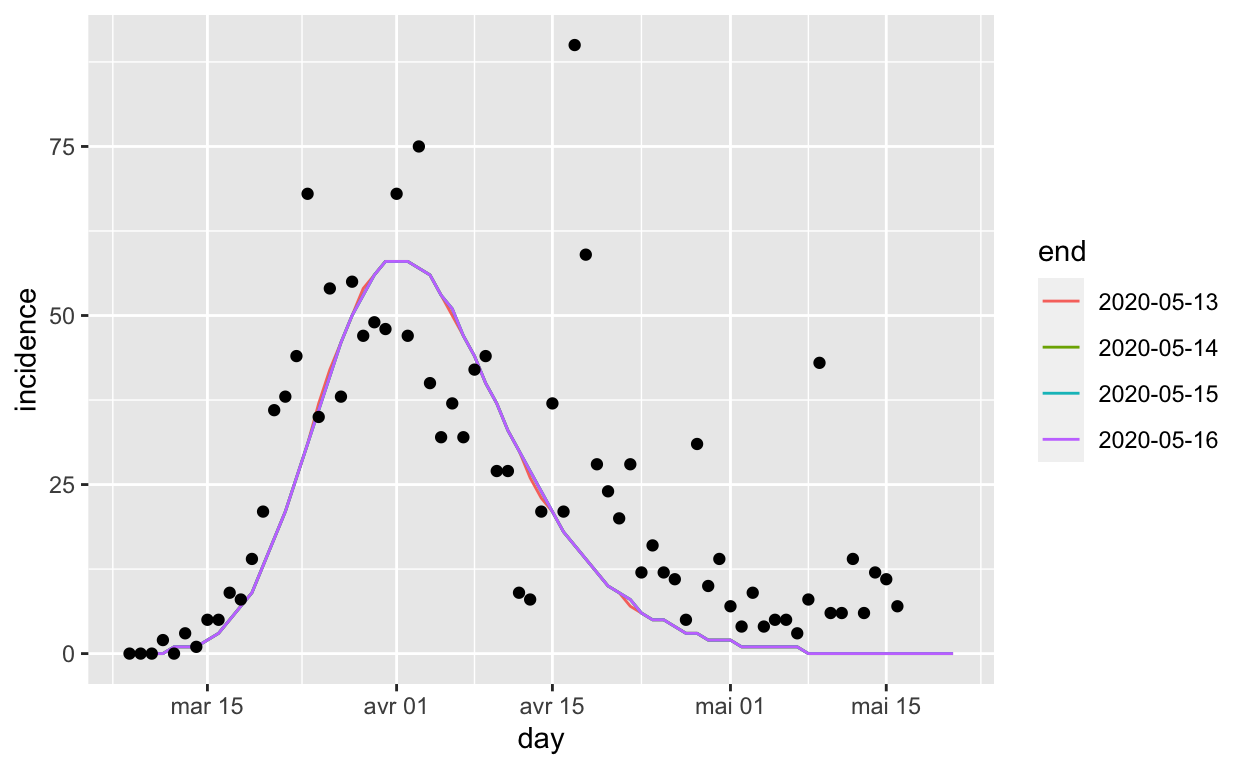 incidence
75
50
25
0
mar 15
avr 01
avr 15
mai 01
mai 15
day
end
2020-05-13
2020-05-14
2020-05-15
2020-05-16